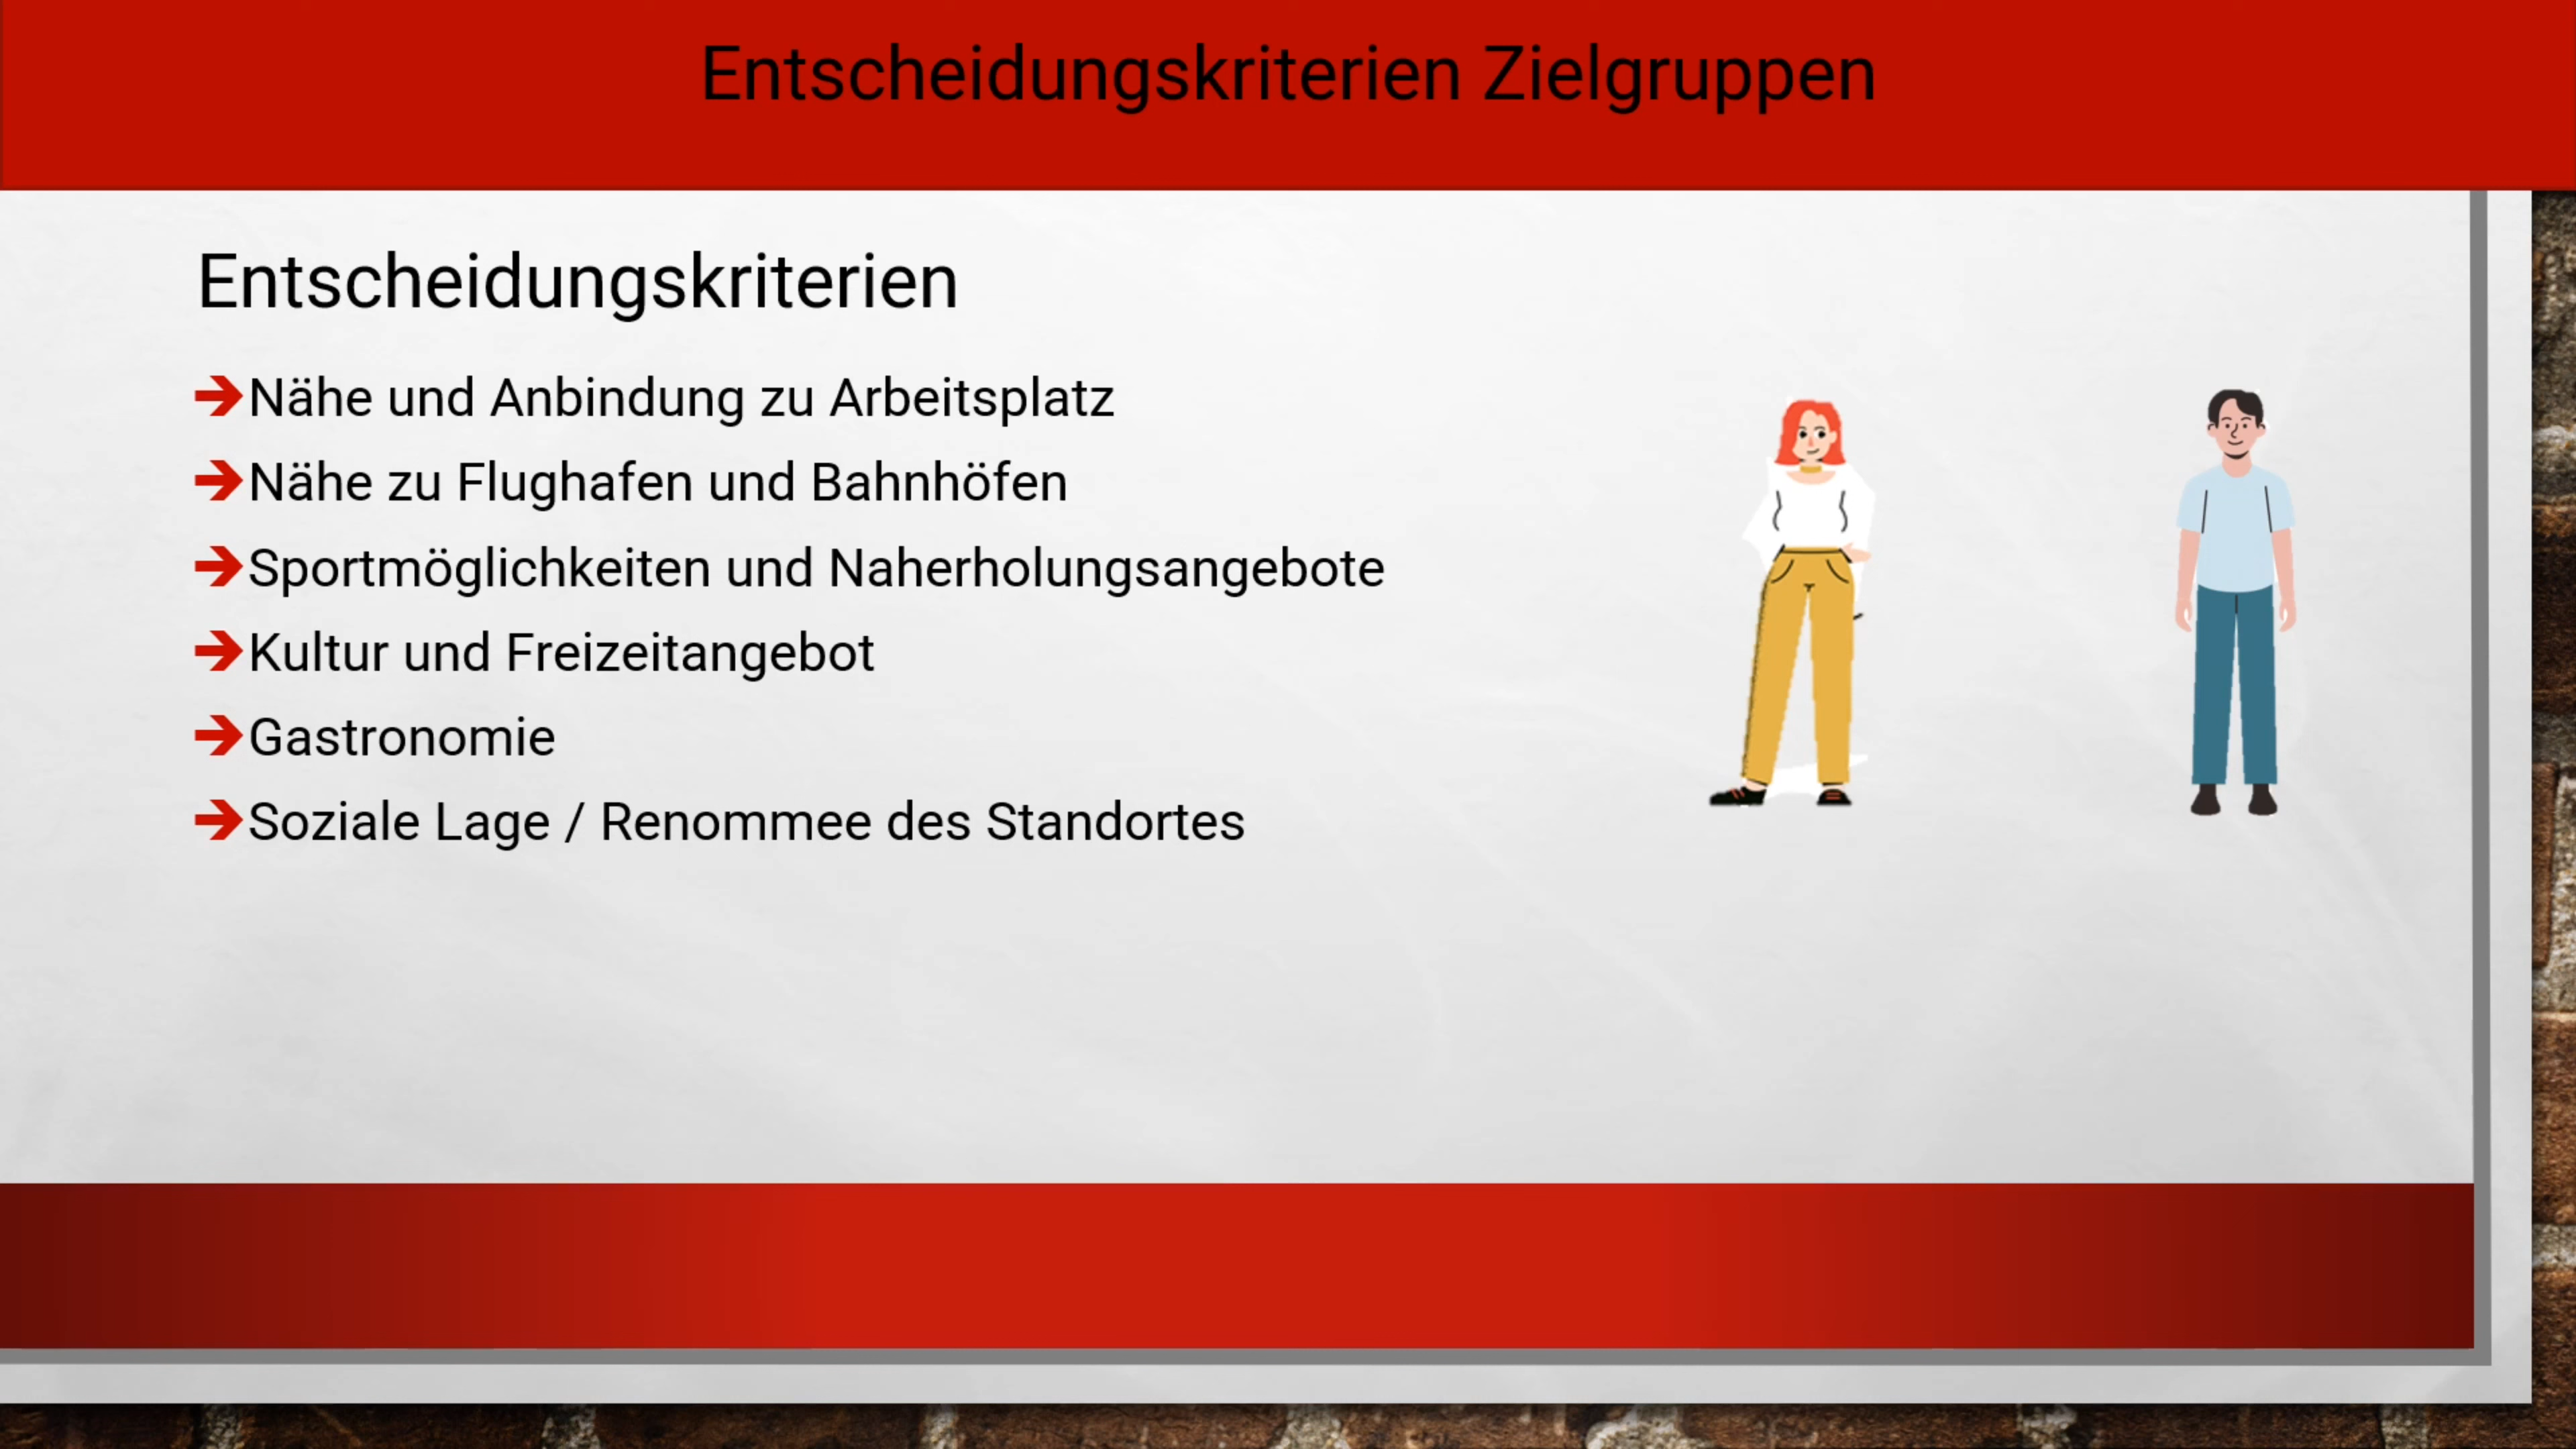 Entscheidungskriterien Zielgruppen
Entscheidungskriterien
➔Nähe und Anbindung zu Arbeitsplatz
➔Nähe zu Flughafen und Bahnhöfen
➔Sportmöglichkeiten und Naherholungsangebote
➔Kultur und Freizeitangebot
➔Gastronomie
➔Soziale Lage / Renommee des Standortes